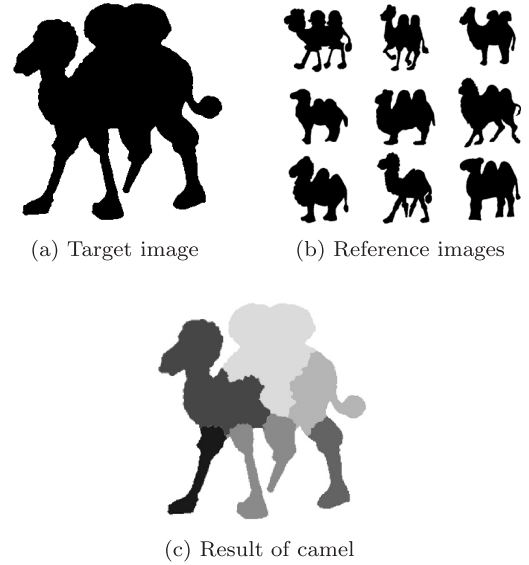 (a) Target image
(b) Reference images
(c) Result of camel